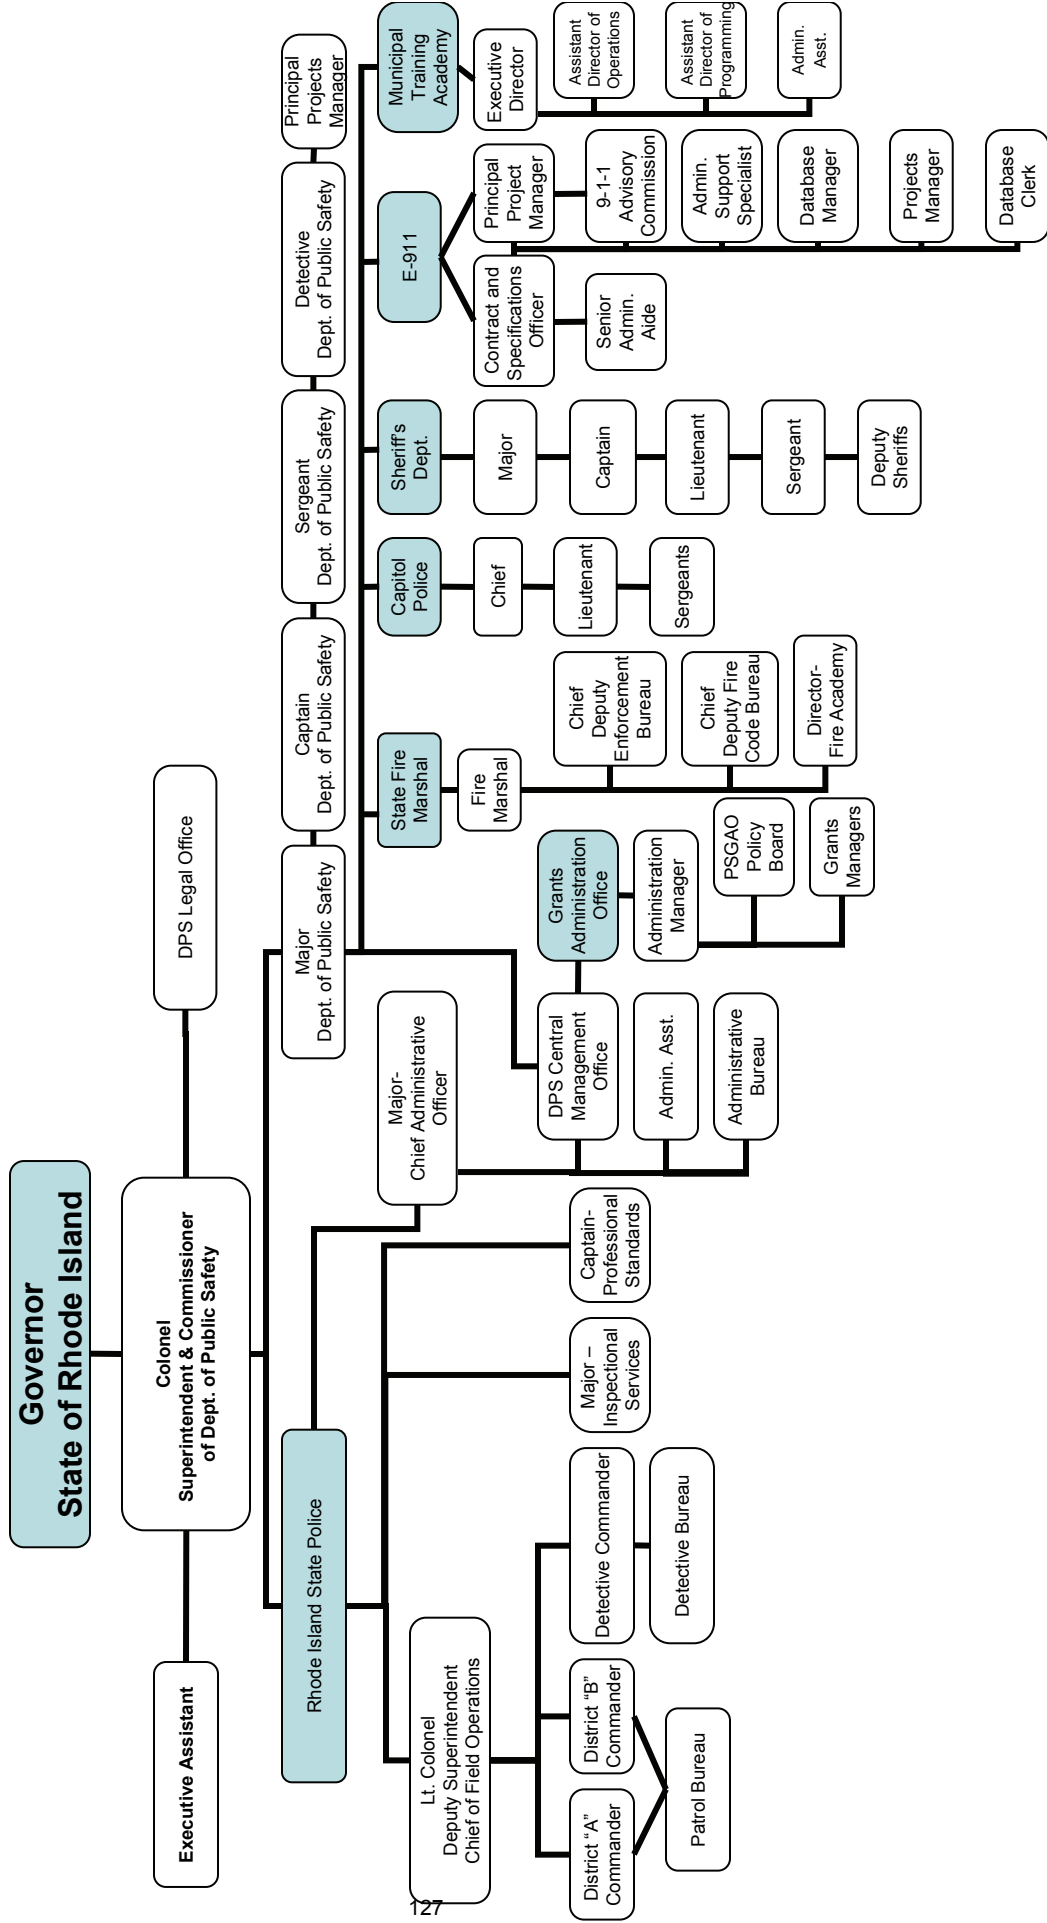 Governor
State of Rhode Island
Executive Assistant
Colonel
Superintendent & Commissioner
of Dept. of Public Safety
DPS Legal Office
Rhode Island State Police
Major
Dept. of Public Safety
Captain
Dept. of Public Safety
Sergeant
Dept. of Public Safety
Detective
Dept. of Public Safety
Principal
Projects
Manager
Lt. Colonel
Deputy Superintendent
Chief of Field Operations
District “A”
Commander
District “B”
Commander
Patrol Bureau
Detective Commander
Detective Bureau
Major –
Inspectional
Services
Captain-
Professional
Standards
Major-
Chief Administrative
Officer
DPS Central
Management
Office
Admin. Asst.
Administrative
Bureau
Grants
Administration
Office
Administration
Manager
PSGAO
Policy
Board
Grants
Managers
State Fire
Marshal
Fire
Marshal
Chief
Deputy
Enforcement
Bureau
Chief
Deputy Fire
Code Bureau
Director-
Fire Academy
Capitol
Police
Chief
Lieutenant
Sergeants
Sheriff’s
Dept.
Major
Captain
Lieutenant
Sergeant
Deputy
Sheriffs
E-911
Contract and
Specifications
Officer
Senior
Admin.
Aide
Principal
Project
Manager
9-1-1
Advisory
Commission
Admin.
Support
Specialist
Database
Manager
Projects
Manager
Database
Clerk
Municipal
Training
Academy
Executive
Director
Assistant
Director of
Operations
Assistant
Director of
Programming
Admin.
Asst.
127